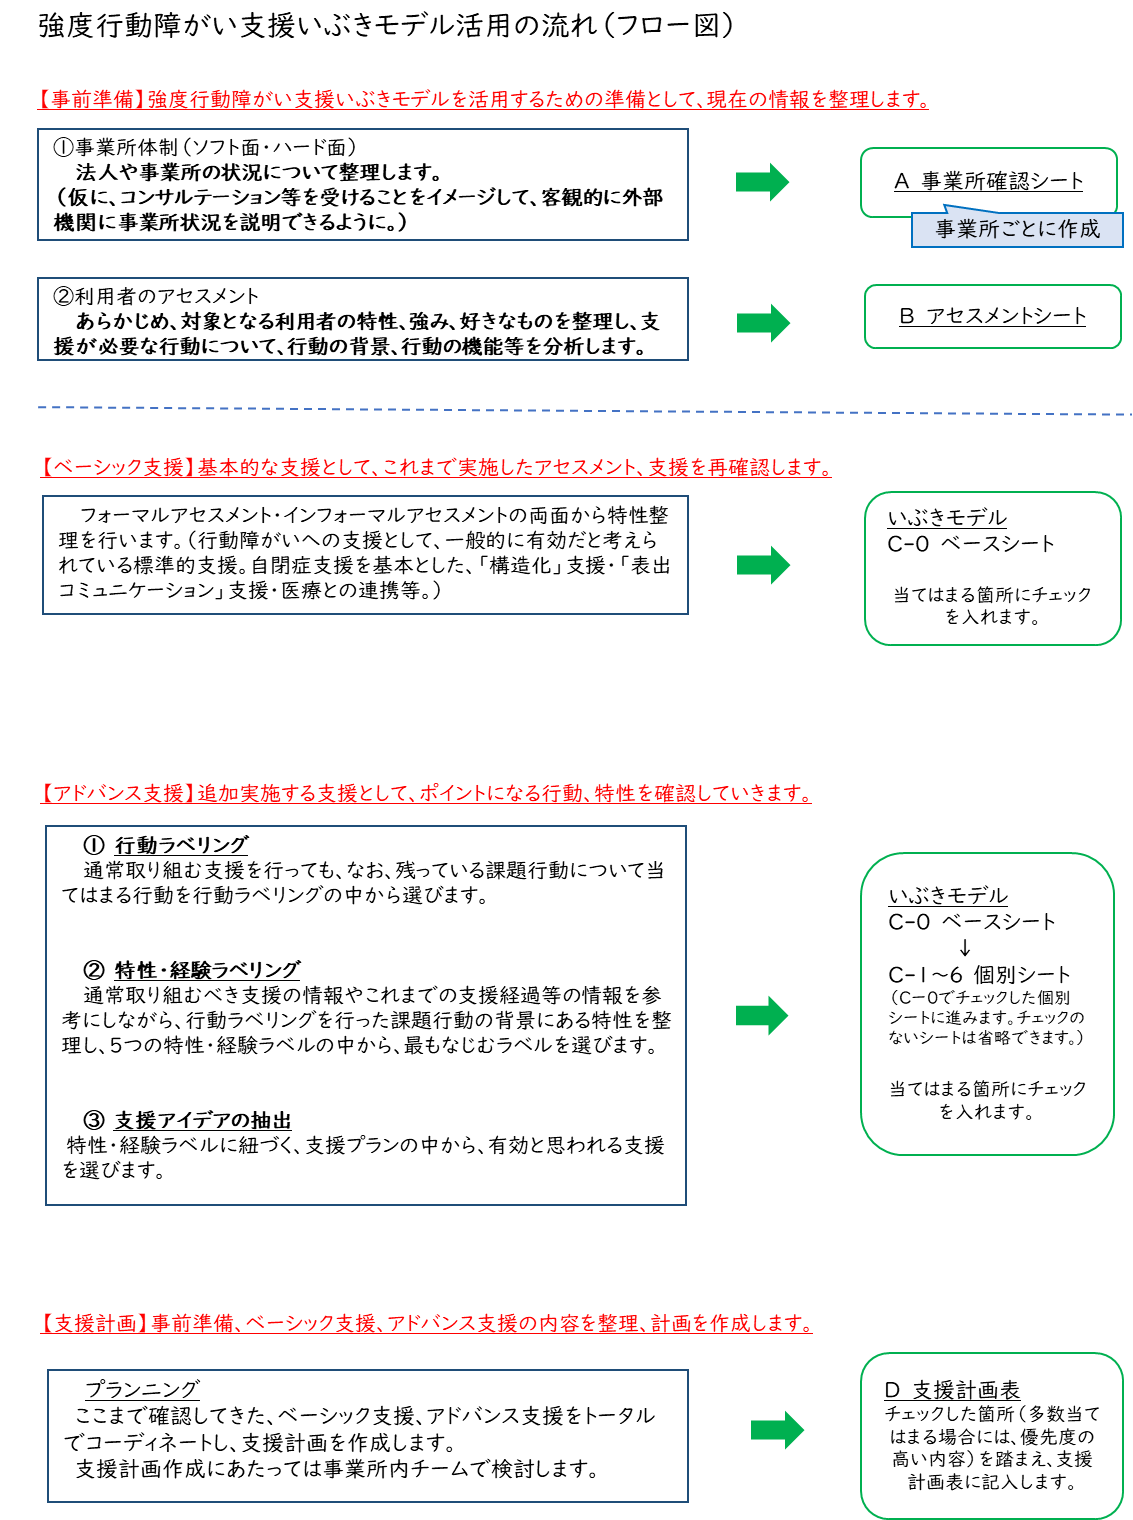 強度行動障がい支援いぶきモデル活用の流れ（フロー図）
【事前準備】強度行動障がい支援いぶきモデルを活用するための準備として、現在の情報を整理します。
①事業所体制（ソフト面・ハード面）
法人や事業所の状況について整理します。
（仮に、コンサルテーション等を受けることをイメージして、客観的に外部
機関に事業所状況を説明できるように。）
A 事業所確認シート
事業所ごとに作成
②利用者のアセスメント
あらかじめ、対象となる利用者の特性、強み、好きなものを整理し、支
援が必要な行動について、行動の背景、行動の機能等を分析します。
B アセスメントシート
【ベーシック支援】基本的な支援として、これまで実施したアセスメント、支援を再確認します。
フォーマルアセスメント・インフォーマルアセスメントの両面から特性整
理を行います。（行動障がいへの支援として、一般的に有効だと考えら
れている標準的支援。自閉症支援を基本とした、「構造化」支援・「表出
コミュニケーション」支援・医療との連携等。）
いぶきモデル
C−0 ベースシート
当てはまる箇所にチェック
を入れます。
【アドバンス支援】追加実施する支援として、ポイントになる行動、特性を確認していきます。
① 行動ラベリング
通常取り組む支援を行っても、なお、残っている課題行動について当
てはまる行動を行動ラベリングの中から選びます。
② 特性・経験ラベリング
通常取り組むべき支援の情報やこれまでの支援経過等の情報を参
考にしながら、行動ラベリングを行った課題行動の背景にある特性を整
理し、5つの特性・経験ラベルの中から、最もなじむラベルを選びます。
③ 支援アイデアの抽出
特性・経験ラベルに紐づく、支援プランの中から、有効と思われる支援
を選びます。
いぶきモデル
C−0 ベースシート
↓
C−1～6 個別シート
（C−0でチェックした個別
シートに進みます。チェックの
ないシートは省略できます。）
当てはまる箇所にチェック
を入れます。
【支援計画】事前準備、ベーシック支援、アドバンス支援の内容を整理、計画を作成します。
プランニング
ここまで確認してきた、ベーシック支援、アドバンス支援をトータル
でコーディネートし、支援計画を作成します。
支援計画作成にあたっては事業所内チームで検討します。
D 支援計画表
チェックした箇所（多数当て
はまる場合には、優先度の
高い内容）を踏まえ、支援
計画表に記入します。